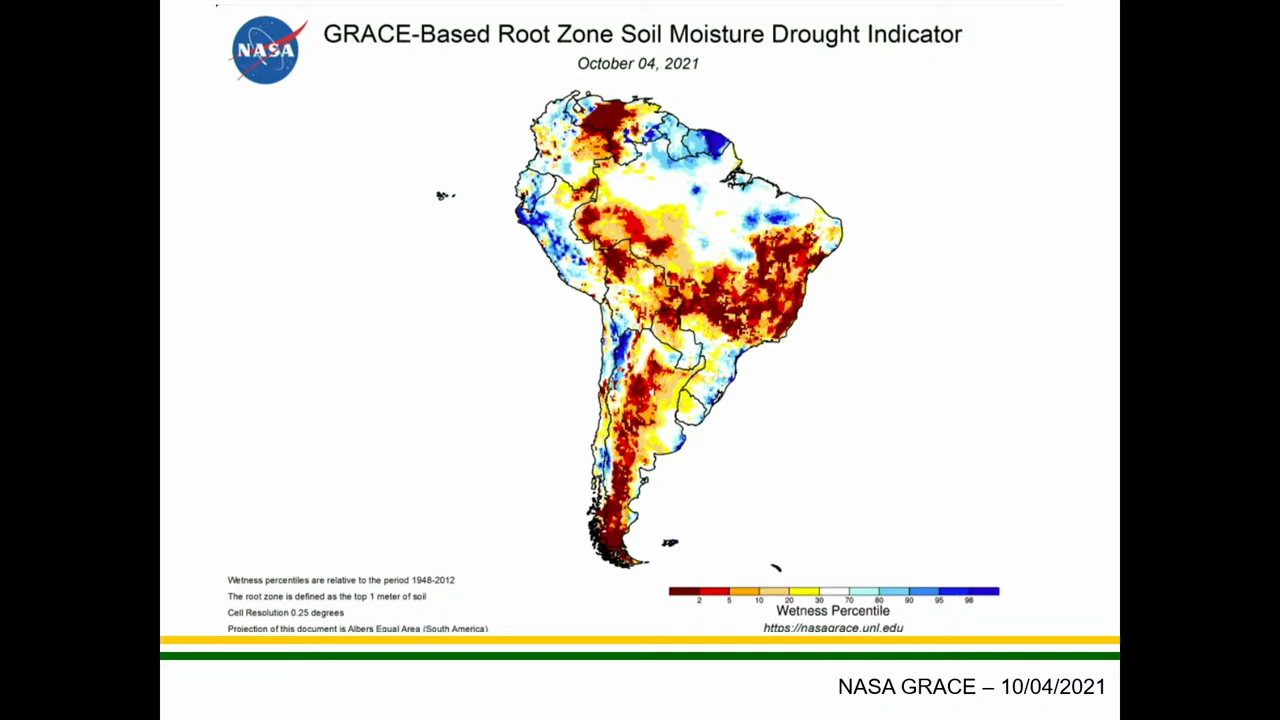 NASA
GRACE-Based Root Zone Soil Moisture Drought Indicator
October 04, 2021
Wetness percentiles are relative to the period 1948-2012
The root zone is defined as the top 1 meter of soil
Cell Resolution 0.25 degrees
Projection of this document is Albers Equal Area (South America)
2 5 10 20 30 70 80 90 95 98
Wetness Percentile
https://nasagrace.unl.edu
NASA GRACE – 10/04/2021